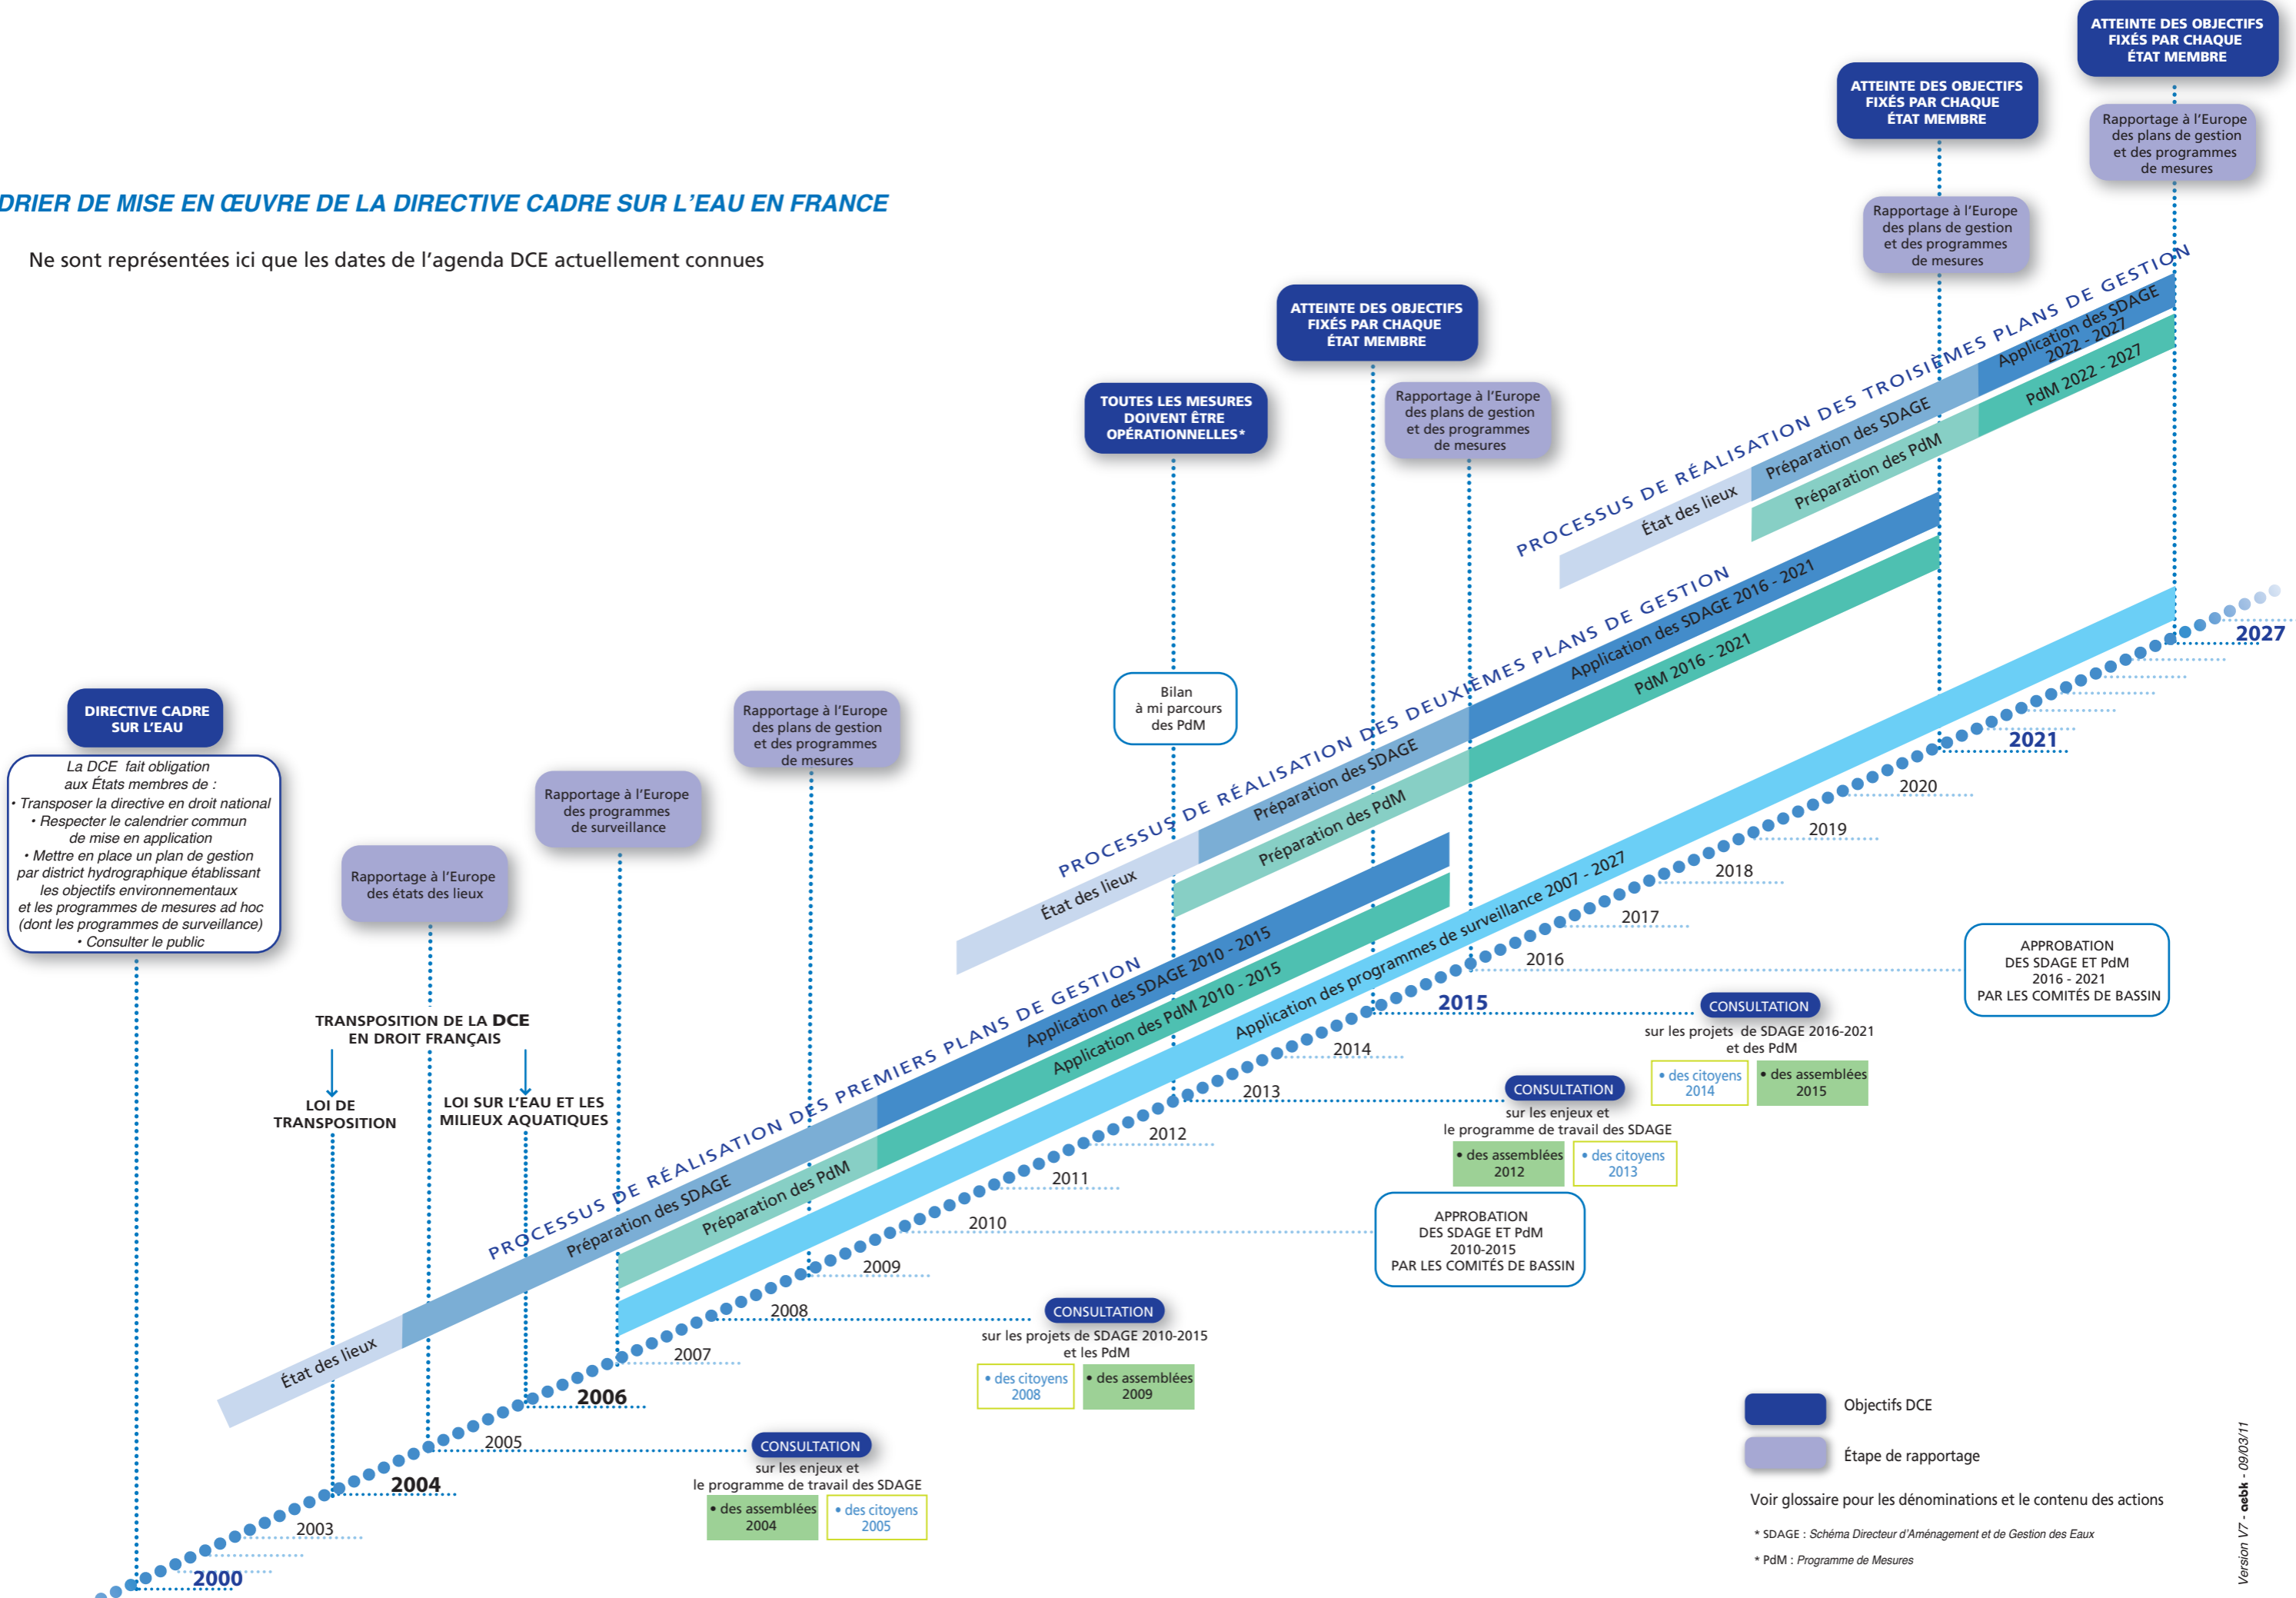 DRIER DE MISE EN ŒUVRE DE LA DIRECTIVE CADRE SUR L'EAU EN FRANCE
Ne sont représentées ici que les dates de l'agenda DCE actuellement connues
DIRECTIVE CADRE
SUR L'EAU
La DCE fait obligation
aux États membres de :
• Transposer la directive en droit national
• Respecter le calendrier commun
de mise en application
• Mettre en place un plan de gestion
par district hydrographique établissant
les objectifs environnementaux
et les programmes de mesures ad hoc
(dont les programmes de surveillance)
• Consulter le public
Rapportage à l'Europe
des états des lieux
TRANSPOSITION DE LA DCE
EN DROIT FRANÇAIS
LOI DE
TRANSPOSITION
LOI SUR L'EAU ET LES
MILIEUX AQUATIQUES
Rapportage à l'Europe
des programmes
de surveillance
Rapportage à l'Europe
des plans de gestion
et des programmes
de mesures
TOUTES LES MESURES
DOIVENT ÊTRE
OPÉRATIONNELLES*
Bilan
à mi parcours
des PdM
ATTEINTE DES OBJECTIFS
FIXÉS PAR CHAQUE
ÉTAT MEMBRE
Rapportage à l'Europe
des plans de gestion
et des programmes
de mesures
ATTEINTE DES OBJECTIFS
FIXÉS PAR CHAQUE
ÉTAT MEMBRE
Rapportage à l'Europe
des plans de gestion
et des programmes
de mesures
ATTEINTE DES OBJECTIFS
FIXÉS PAR CHAQUE
ÉTAT MEMBRE
Rapportage à l'Europe
des plans de gestion
et des programmes
de mesures
PROCESSUS DE RÉALISATION DES PREMIERS PLANS DE GESTION
État des lieux
Préparation des SDAGE
Application des SDAGE 2010 - 2015
Préparation des PdM
Application des PdM 2010 - 2015
Application des programmes de surveillance 2007 - 2027
PROCESSUS DE RÉALISATION DES DEUXIÈMES PLANS DE GESTION
État des lieux
Préparation des SDAGE
Application des SDAGE 2016 - 2021
Préparation des PdM
PdM 2016 - 2021
PROCESSUS DE RÉALISATION DES TROISIÈMES PLANS DE GESTION
État des lieux
Préparation des SDAGE
Application des SDAGE
2022 - 2027
Préparation des PdM
PdM 2022 - 2027
2000
2003
2004
2005
2006
2007
2008
2009
2010
2011
2012
2013
2014
2015
2016
2017
2018
2019
2020
2021
2027
CONSULTATION
sur les enjeux et
le programme de travail des SDAGE
• des assemblées
2004
• des citoyens
2005
CONSULTATION
sur les projets de SDAGE 2010-2015
et les PdM
• des citoyens
2008
• des assemblées
2009
APPROBATION
DES SDAGE ET PdM
2010-2015
PAR LES COMITÉS DE BASSIN
CONSULTATION
sur les enjeux et
le programme de travail des SDAGE
• des assemblées
2012
• des citoyens
2013
CONSULTATION
sur les projets de SDAGE 2016-2021
et des PdM
• des citoyens
2014
• des assemblées
2015
APPROBATION
DES SDAGE ET PdM
2016 - 2021
PAR LES COMITÉS DE BASSIN
Objectifs DCE
Étape de rapportage
Voir glossaire pour les dénominations et le contenu des actions
* SDAGE : Schéma Directeur d'Aménagement et de Gestion des Eaux
* PdM : Programme de Mesures
Version V7 - acbk - 09/03/11